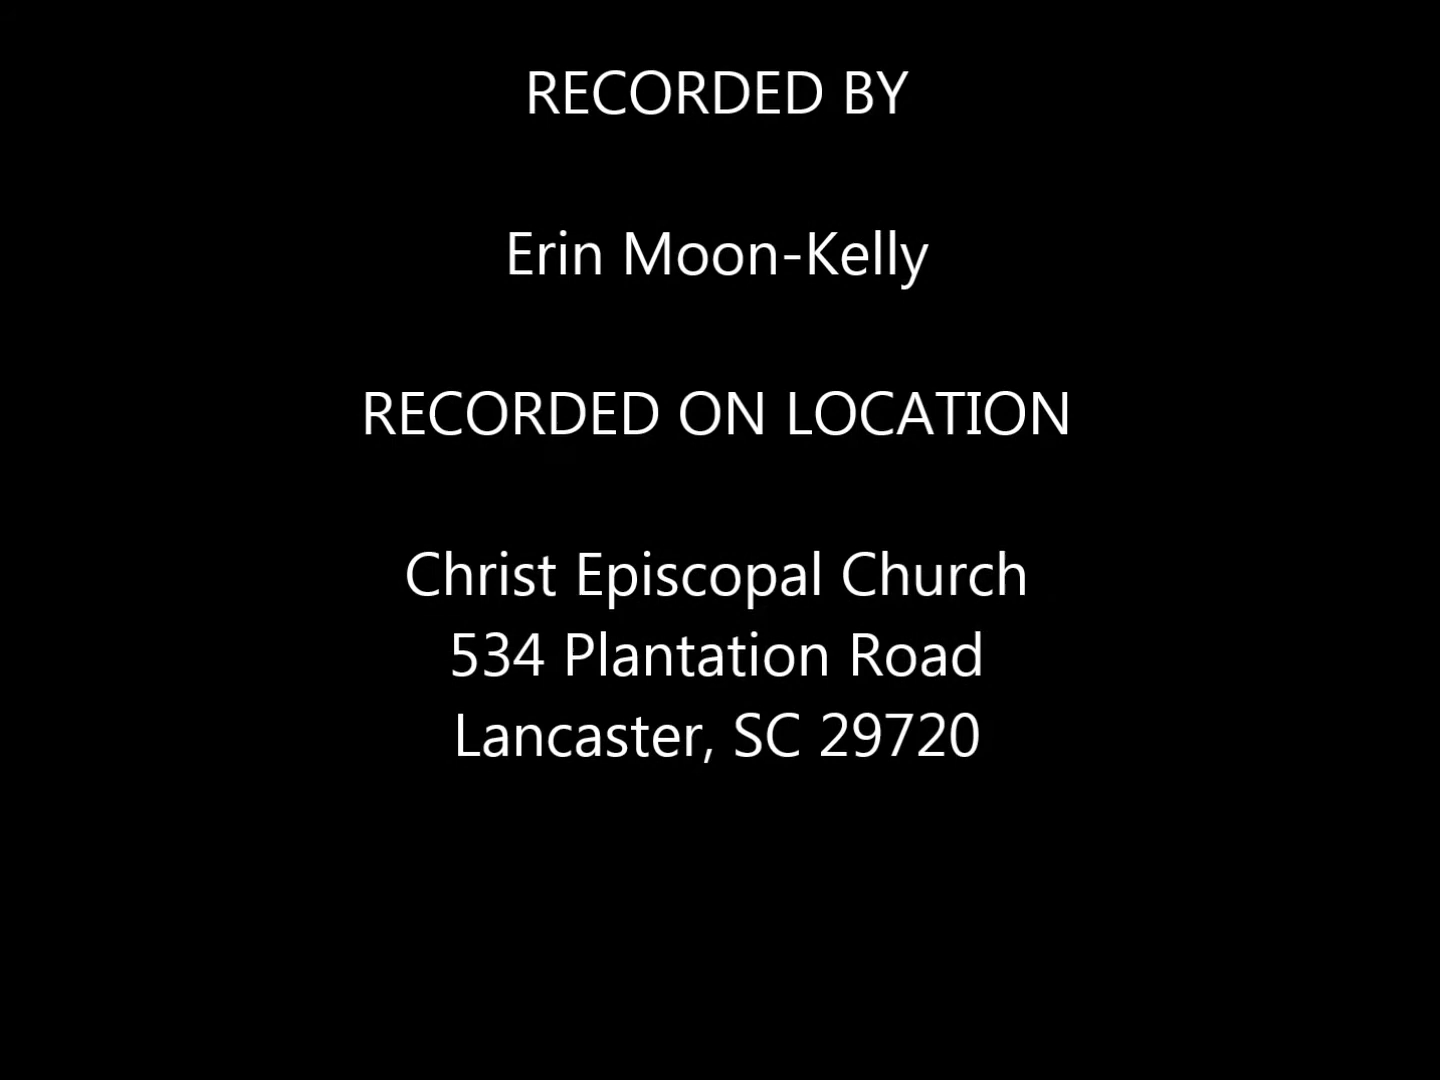 RECORDED BY
Erin Moon-Kelly
RECORDED ON LOCATION
Christ Episcopal Church
534 Plantation Road
Lancaster, SC 29720